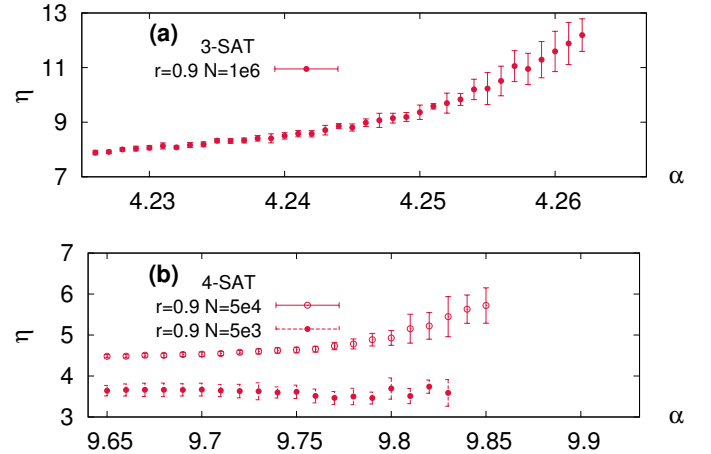 13
(a)
3-SAT
r=0.9 N=1e6
11
η
9
7
4.23 4.24 4.25 4.26 α
7
(b)
4-SAT
6
r=0.9 N=5e4
r=0.9 N=5e3
η
5
4
3
9.65 9.7 9.75 9.8 9.85 9.9 α